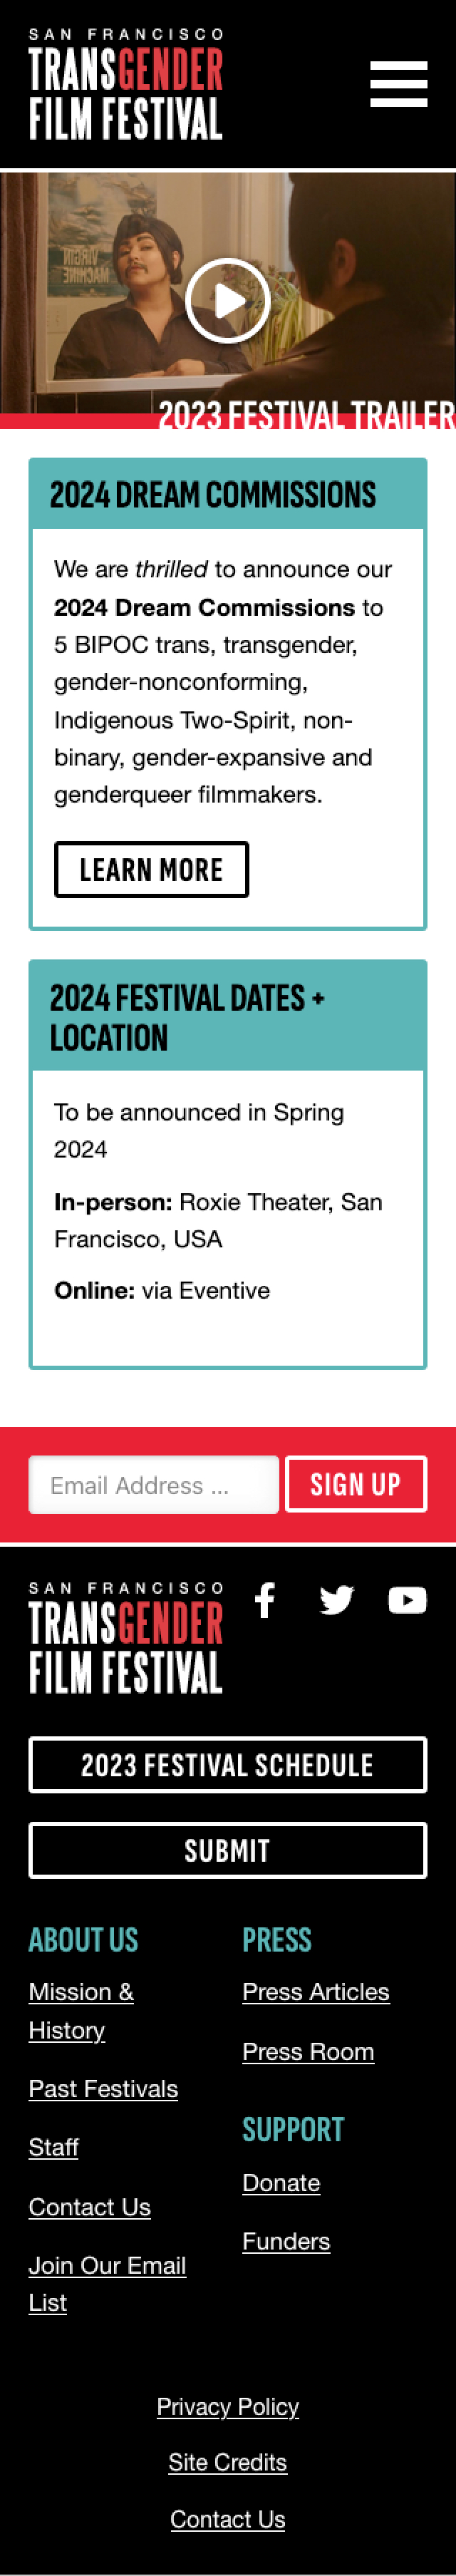 SAN FRANCISCO
TRANSGENDER
FILM FESTIVAL
VIRGIN
MACHINE
2023 FESTIVAL TRAILER
2024 DREAM COMMISSIONS
We are thrilled to announce our
2024 Dream Commissions to
5 BIPOC trans, transgender,
gender-nonconforming,
Indigenous Two-Spirit, non-
binary, gender-expansive and
genderqueer filmmakers.
LEARN MORE
2024 FESTIVAL DATES +
LOCATION
To be announced in Spring
2024
In-person: Roxie Theater, San
Francisco, USA
Online: via Eventive
Email Address ...
SIGN UP
SAN FRANCISCO
TRANSGENDER
FILM FESTIVAL
2023 FESTIVAL SCHEDULE
SUBMIT
ABOUT US
Mission &
History
Past Festivals
Staff
Contact Us
Join Our Email
List
PRESS
Press Articles
Press Room
SUPPORT
Donate
Funders
Privacy Policy
Site Credits
Contact Us